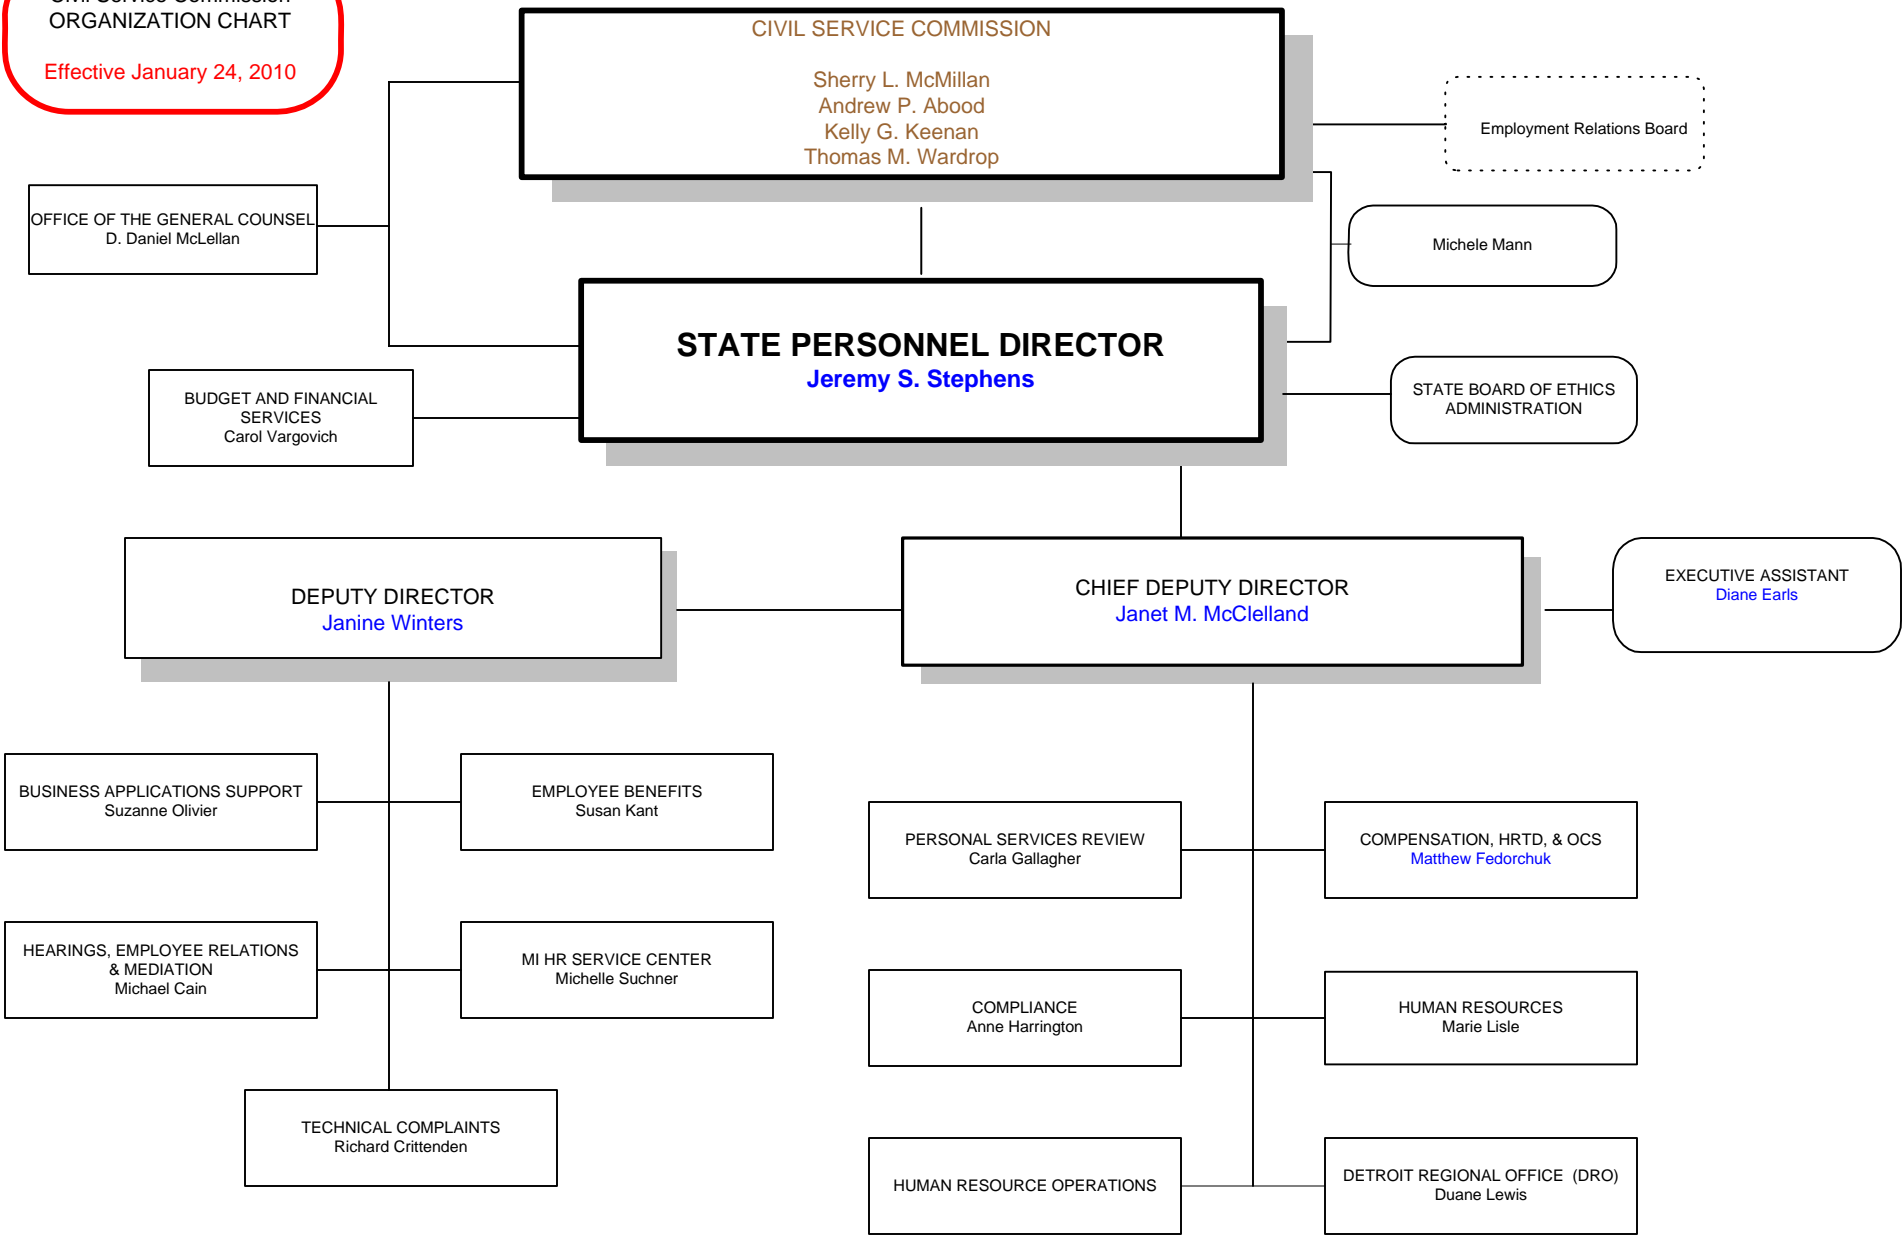 Civil Service Commission
ORGANIZATION CHART
Effective January 24, 2010
CIVIL SERVICE COMMISSION
Sherry L. McMillan
Andrew P. Abood
Kelly G. Keenan
Thomas M. Wardrop
Employment Relations Board
OFFICE OF THE GENERAL COUNSEL
D. Daniel McLellan
Michele Mann
STATE PERSONNEL DIRECTOR
Jeremy S. Stephens
BUDGET AND FINANCIAL
SERVICES
Carol Vargovich
STATE BOARD OF ETHICS
ADMINISTRATION
DEPUTY DIRECTOR
Janine Winters
CHIEF DEPUTY DIRECTOR
Janet M. McClelland
EXECUTIVE ASSISTANT
Diane Earls
BUSINESS APPLICATIONS SUPPORT
Suzanne Olivier
EMPLOYEE BENEFITS
Susan Kant
PERSONAL SERVICES REVIEW
Carla Gallagher
COMPENSATION, HRTD, & OCS
Matthew Fedorchuk
HEARINGS, EMPLOYEE RELATIONS
& MEDIATION
Michael Cain
MI HR SERVICE CENTER
Michelle Suchner
COMPLIANCE
Anne Harrington
HUMAN RESOURCES
Marie Lisle
TECHNICAL COMPLAINTS
Richard Crittenden
HUMAN RESOURCE OPERATIONS
DETROIT REGIONAL OFFICE (DRO)
Duane Lewis